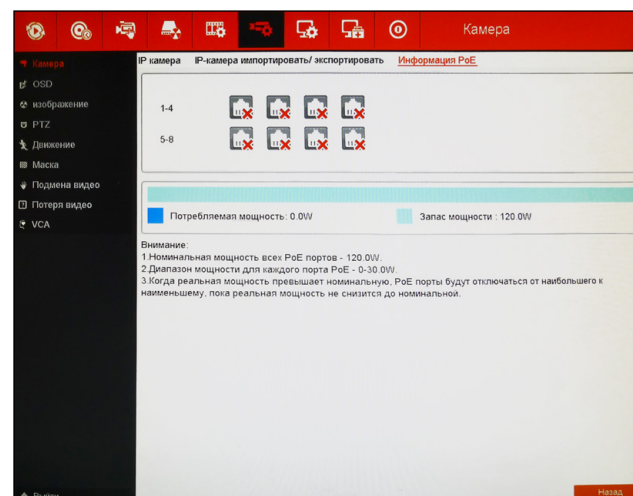 Камера
Камера
OSD
изображение
PTZ
Движение
Маска
Подмена видео
Потеря видео
VCA
IP камера IP-камера импортировать/ экспортировать Информация PoE
1-4
5-8
Потребляемая мощность: 0.0W Запас мощности : 120.0W
Внимание:
1.Номинальная мощность всех PoE портов - 120.0W.
2.Диапазон мощности для каждого порта PoE - 0-30.0W.
3.Когда реальная мощность превышает номинальную, PoE порты будут отключаться от наибольшего к
наименьшему, пока реальная мощность не снизится до номинальной.
Назад